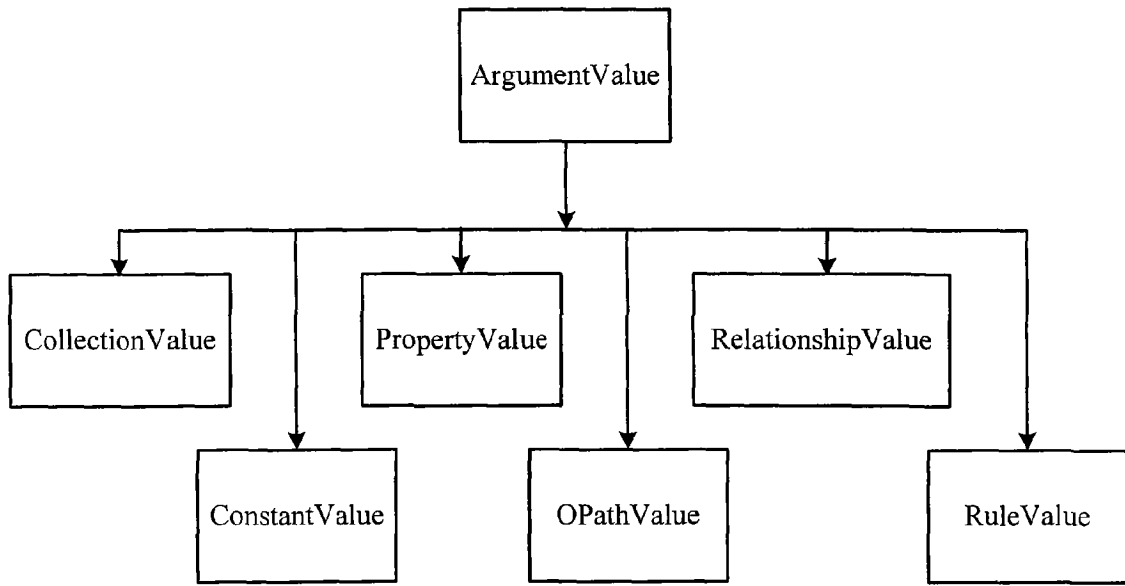 ArgumentValue
CollectionValue
PropertyValue
RelationshipValue
ConstantValue
OPathValue
RuleValue